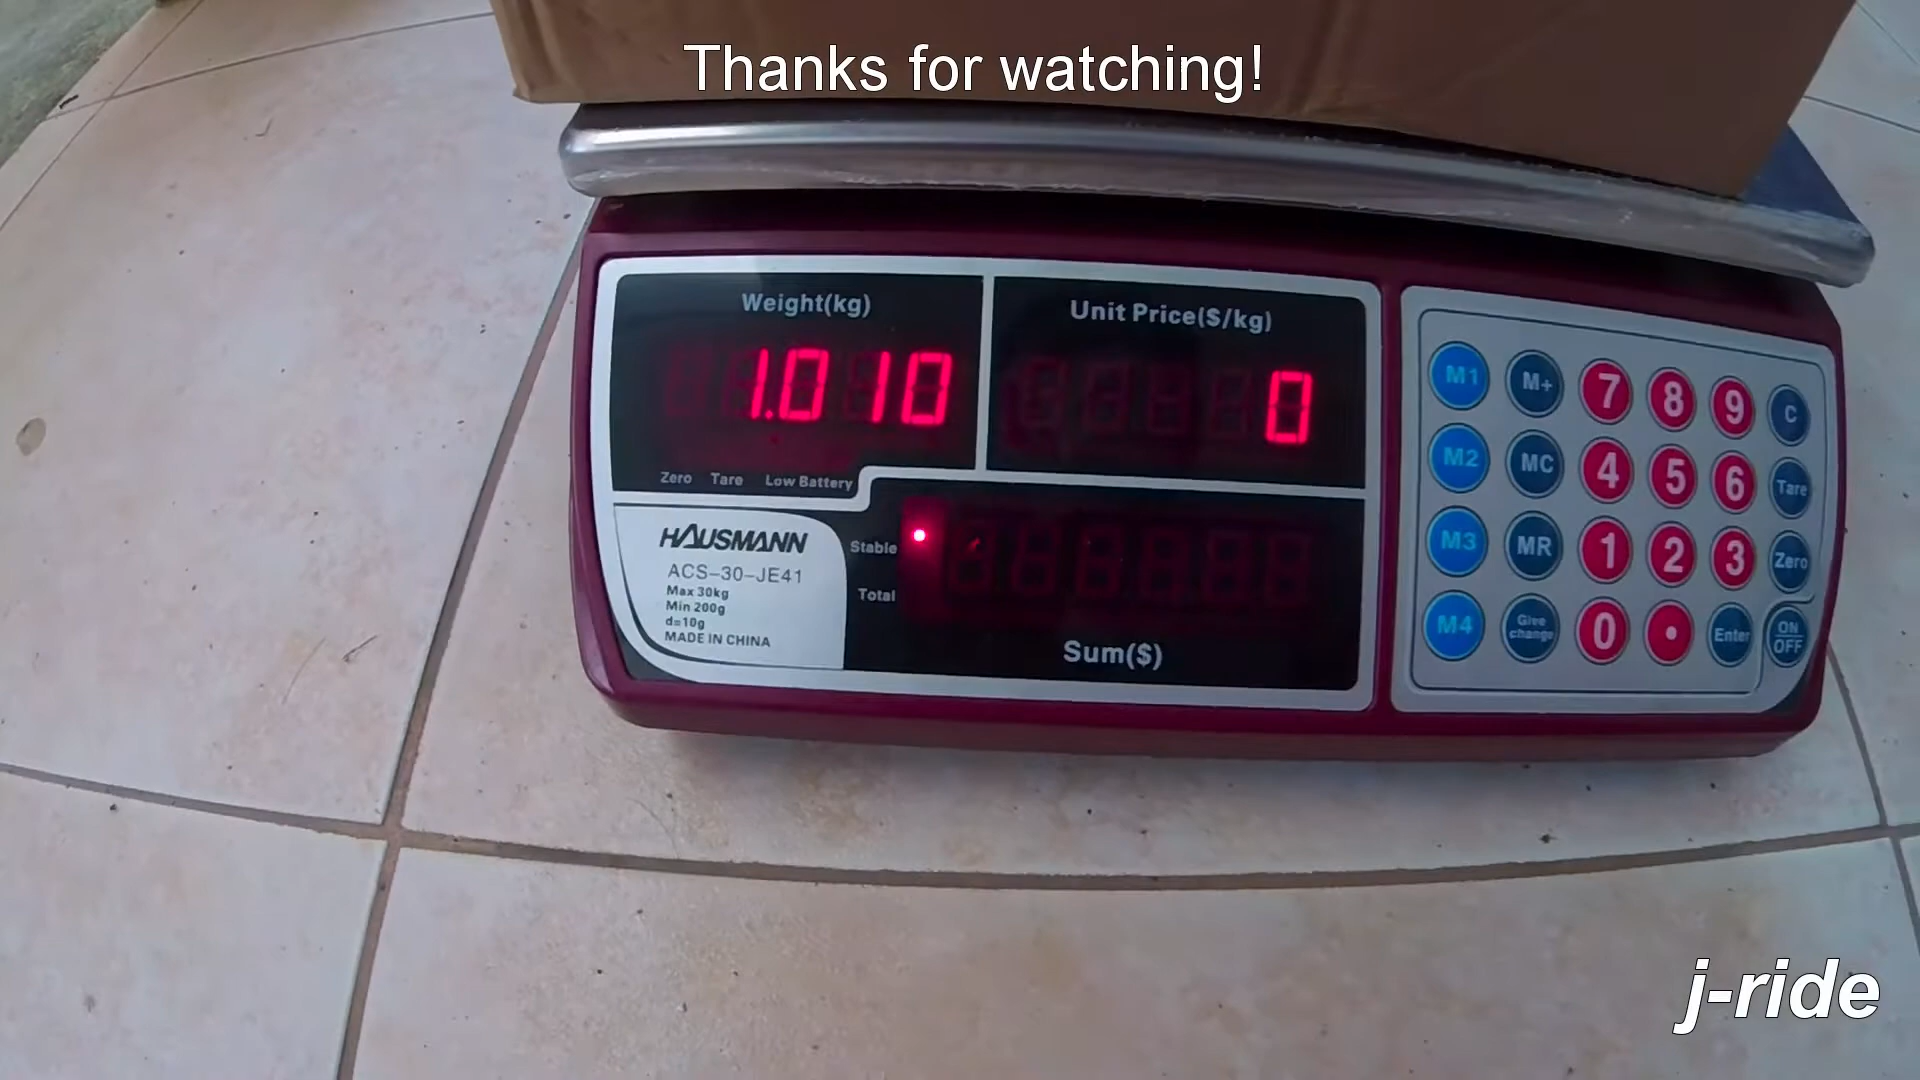 Thanks for watching!
Weight(kg)
1.010
Unit Price($/kg)
0
Zero Tare Low Battery
HAUSMANN
ACS-30-JE41
Max 30kg
Min 200g
d=10g
MADE IN CHINA
Stable
Total
Sum($)
M1 M+ 7 8 9 C
M2 MC 4 5 6 Tare
M3 MR 1 2 3 Zero
M4 Give change 0 . Enter ON/OFF
j-ride